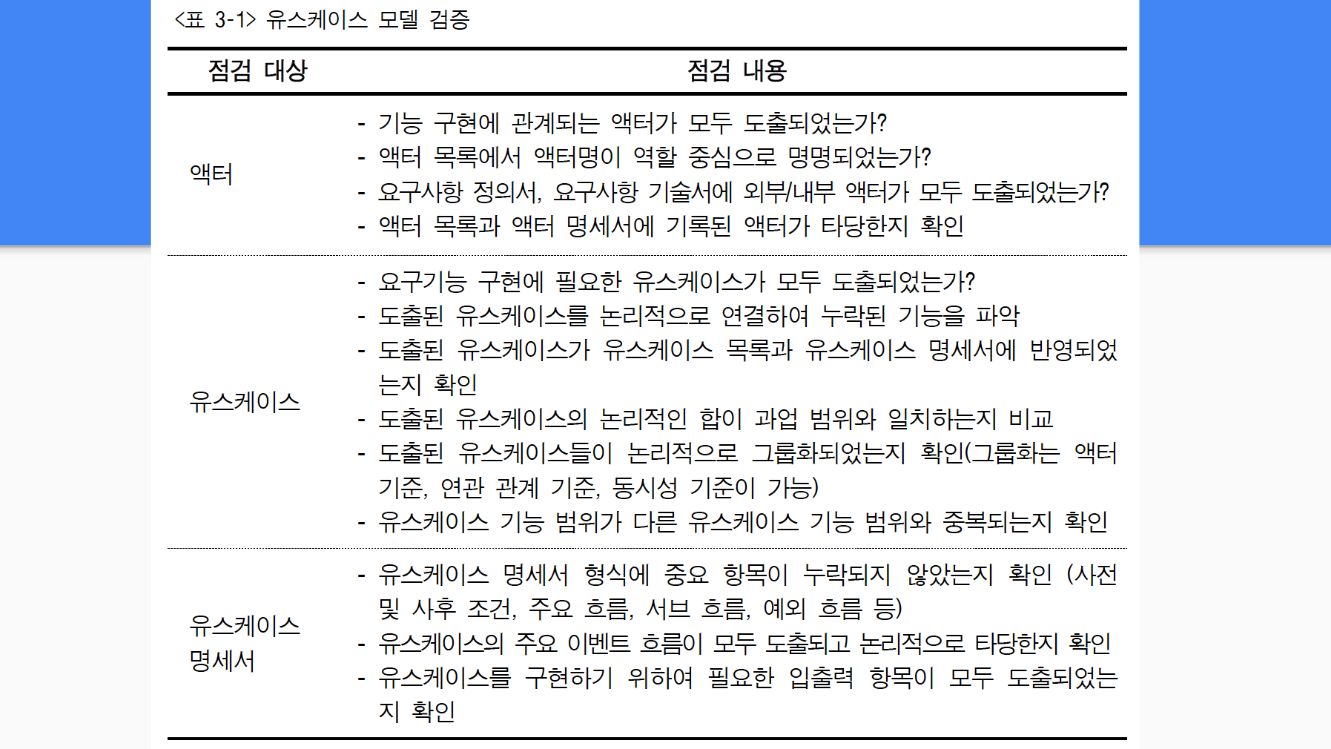 <표 3-1> 유스케이스 모델 검증
점검 대상 점검 내용
액터
- 기능 구현에 관계되는 액터가 모두 도출되었는가?
- 액터 목록에서 액터명이 역할 중심으로 명명되었는가?
- 요구사항 정의서, 요구사항 기술서에 외부/내부 액터가 모두 도출되었는가?
- 액터 목록과 액터 명세서에 기록된 액터가 타당한지 확인
유스케이스
- 요구기능 구현에 필요한 유스케이스가 모두 도출되었는가?
- 도출된 유스케이스를 논리적으로 연결하여 누락된 기능을 파악
- 도출된 유스케이스가 유스케이스 목록과 유스케이스 명세서에 반영되었
는지 확인
- 도출된 유스케이스의 논리적인 합이 과업 범위와 일치하는지 비교
- 도출된 유스케이스들이 논리적으로 그룹화되었는지 확인(그룹화는 액터
기준, 연관 관계 기준, 동시성 기준이 가능)
- 유스케이스 기능 범위가 다른 유스케이스 기능 범위와 중복되는지 확인
유스케이스
명세서
- 유스케이스 명세서 형식에 중요 항목이 누락되지 않았는지 확인 (사전
및 사후 조건, 주요 흐름, 서브 흐름, 예외 흐름 등)
- 유스케이스의 주요 이벤트 흐름이 모두 도출되고 논리적으로 타당한지 확인
- 유스케이스를 구현하기 위하여 필요한 입출력 항목이 모두 도출되었는
지 확인